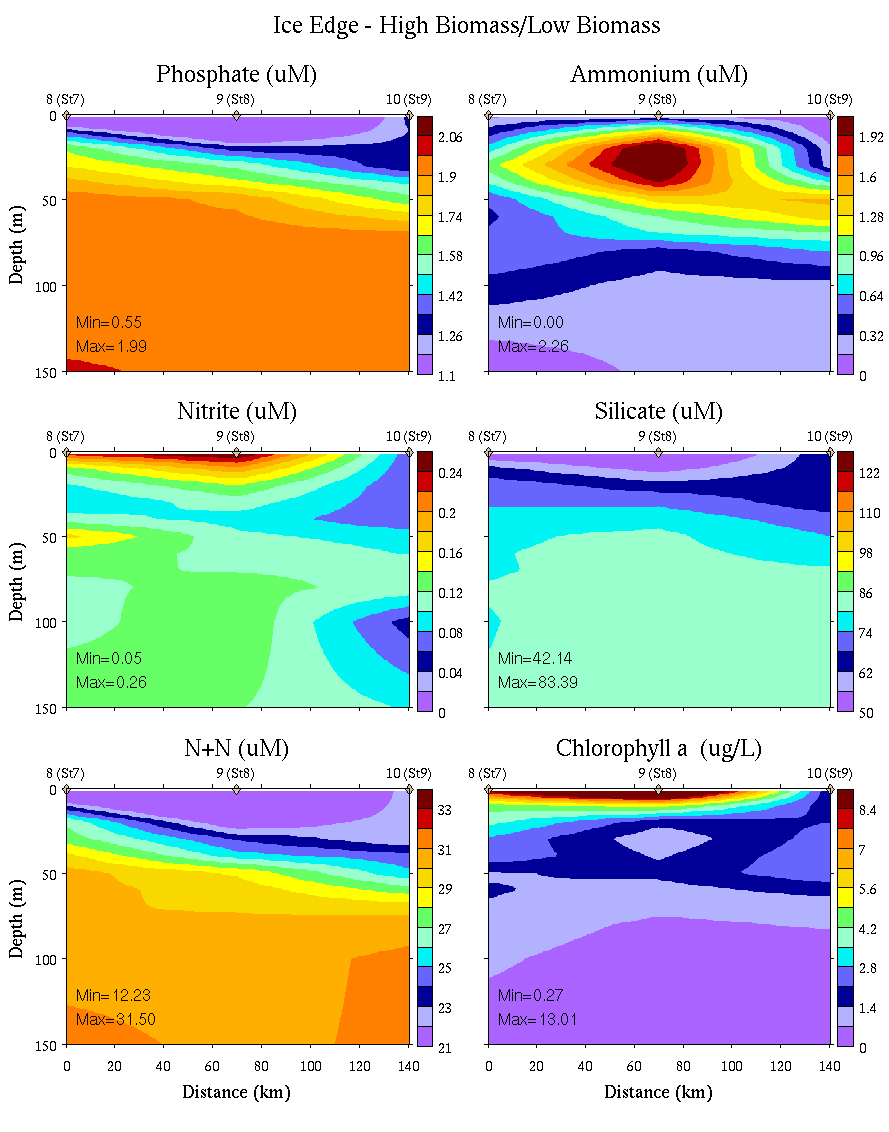 Ice Edge - High Biomass/Low Biomass
Phosphate (uM)
8 (St7) 9 (St8) 10 (St9)
0
50
100
150
Depth (m)
Min=0.55
Max=1.99
2.06
1.9
1.74
1.58
1.42
1.26
1.1
Ammonium (uM)
8 (St7) 9 (St8) 10 (St9)
Min=0.00
Max=2.26
1.92
1.6
1.28
0.96
0.64
0.32
0
Nitrite (uM)
8 (St7) 9 (St8) 10 (St9)
0
50
100
150
Depth (m)
Min=0.05
Max=0.26
0.24
0.2
0.16
0.12
0.08
0.04
0
Silicate (uM)
8 (St7) 9 (St8) 10 (St9)
Min=42.14
Max=83.39
122
110
98
86
74
62
50
N+N (uM)
8 (St7) 9 (St8) 10 (St9)
0
50
100
150
Depth (m)
Min=12.23
Max=31.50
33
31
29
27
25
23
21
0 20 40 60 80 100 120 140
Distance (km)
Chlorophyll a (ug/L)
8 (St7) 9 (St8) 10 (St9)
Min=0.27
Max=13.01
8.4
7
5.6
4.2
2.8
1.4
0
0 20 40 60 80 100 120 140
Distance (km)